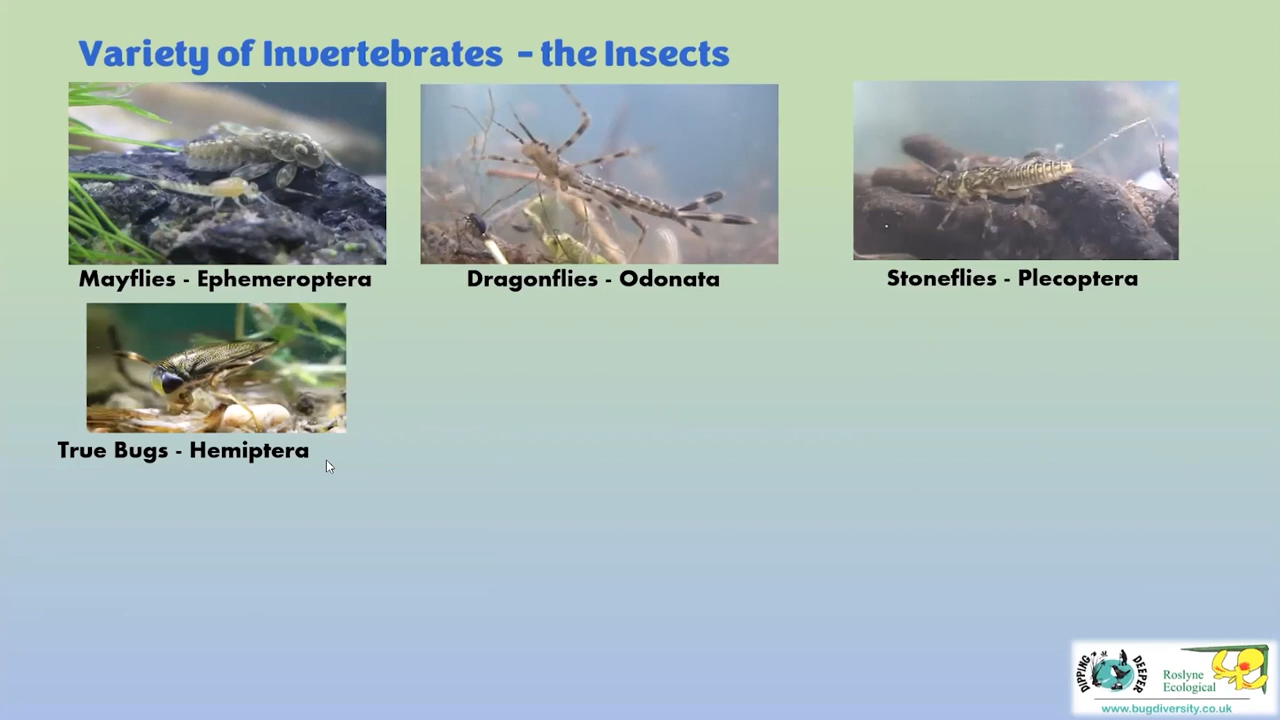 Variety of Invertebrates - the Insects
Mayflies - Ephemeroptera
Dragonflies - Odonata
Stoneflies - Plecoptera
True Bugs - Hemiptera
DIPPING DEEPER
Roslyne
Ecological
www.bugdiversity.co.uk